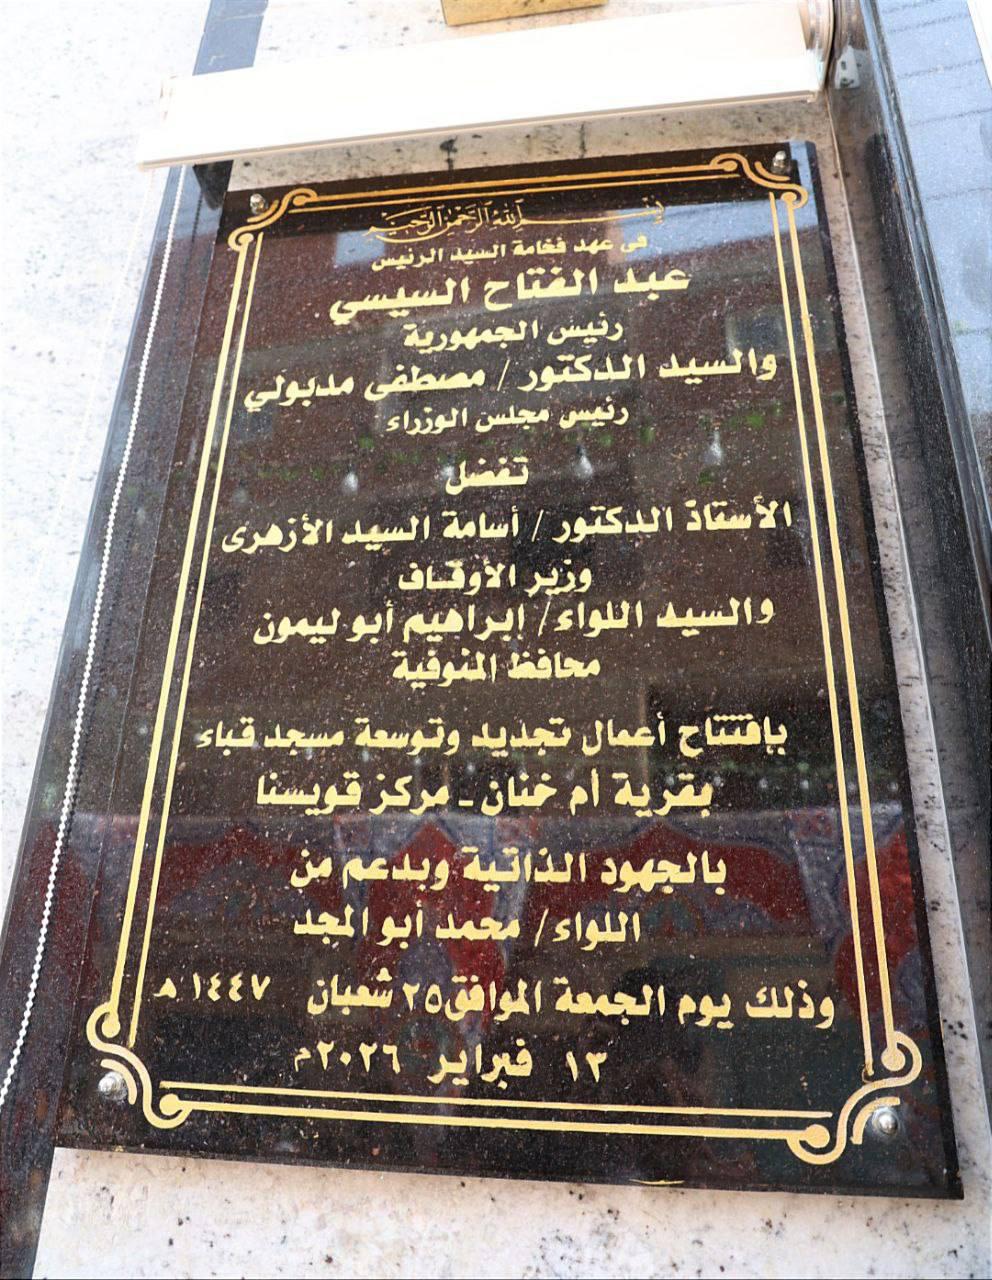 بسم الله الرحمن الرحيم
فى عهد فخامة السيد الرئيس
عبد الفتاح السيسي
رئيس الجمهورية
والسيد الدكتور / مصطفى مدبولي
رئيس مجلس الوزراء
تفضل
الأستاذ الدكتور / أسامة السيد الأزهرى
وزير الأوقاف
والسيد اللواء/ إبراهيم أبو ليمون
محافظ المنوفية
بإفتتاح أعمال تجديد وتوسعة مسجد قباء
بقرية أم خنان - مركز قويسنا
بالجهود الذاتية وبدعم من
اللواء/ محمد أبو المجد
وذلك يوم الجمعة الموافق٢٥ شعبان ١٤٤٧ هـ
١٣ فبراير ٢٠٢٦م